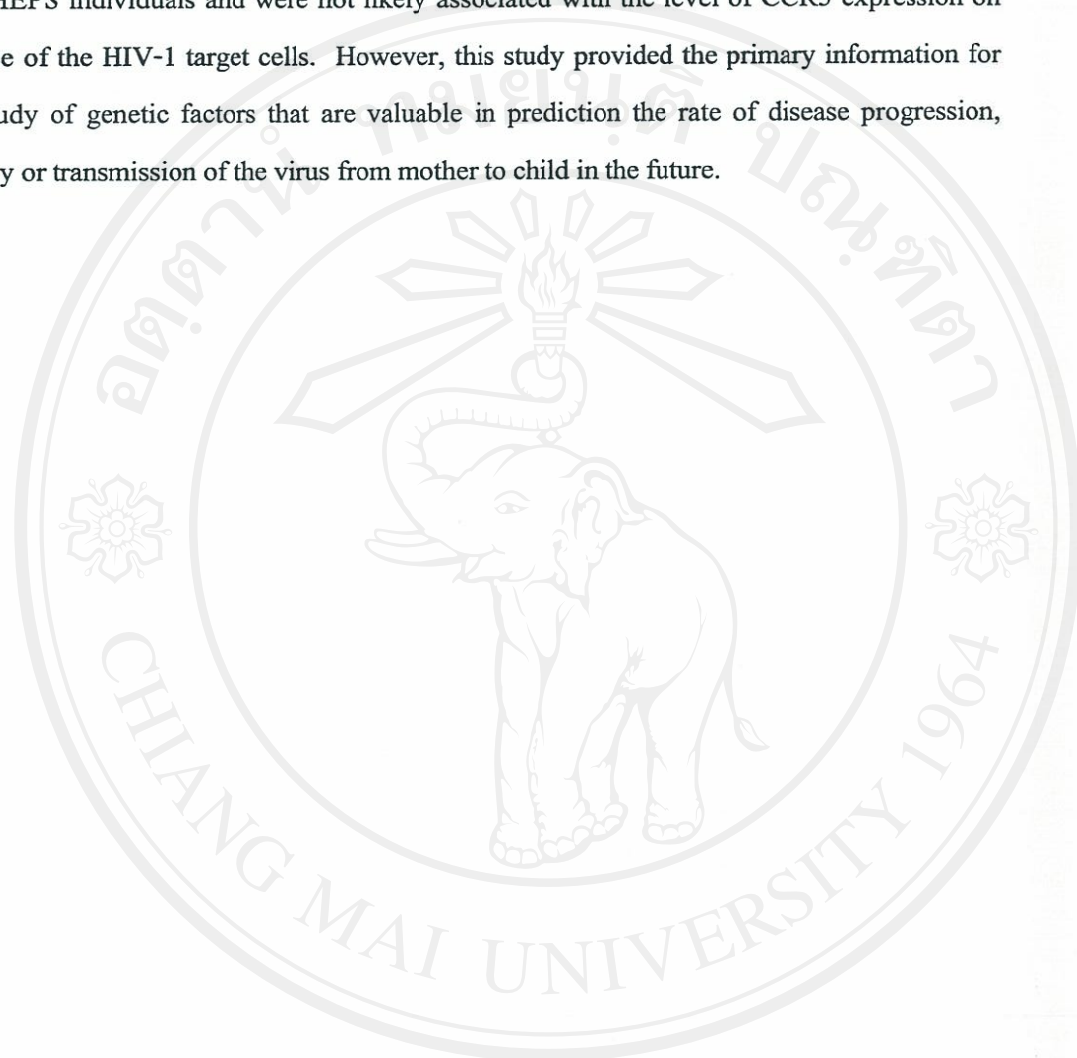 HEPS individuals and were not likely associated with the level of CCR5 expression on
e of the HIV-1 target cells. However, this study provided the primary information for
udy of genetic factors that are valuable in prediction the rate of disease progression,
y or transmission of the virus from mother to child in the future.
CHIANG MAI UNIVERSITY 1964